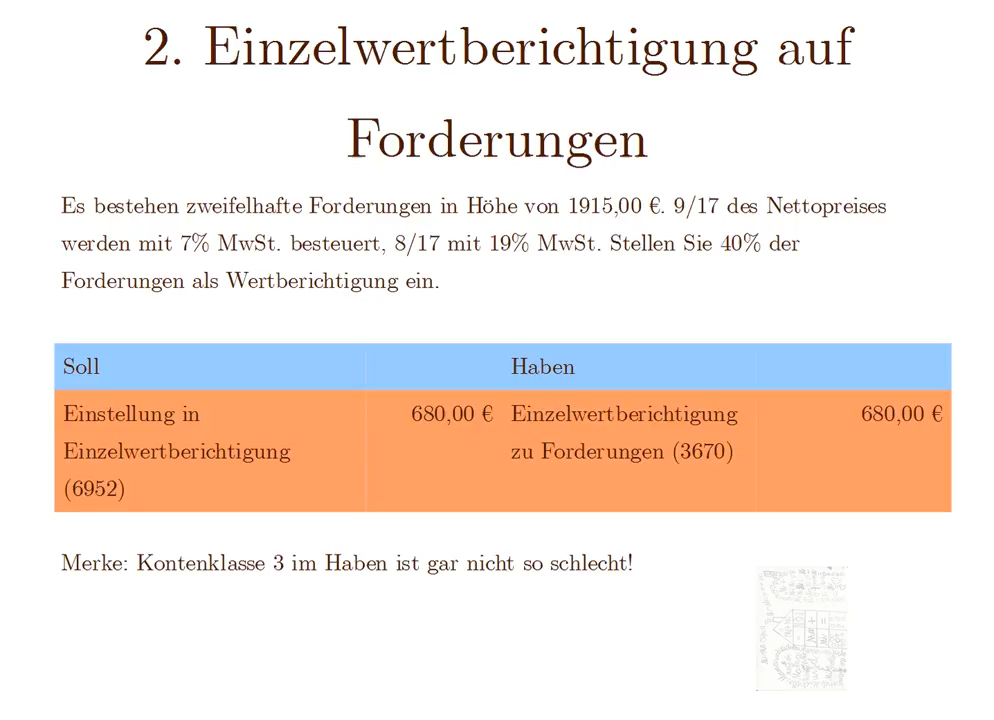 2. Einzelwertberichtigung auf
Forderungen
Es bestehen zweifelhafte Forderungen in Höhe von 1915,00 €. 9/17 des Nettopreises
werden mit 7% MwSt. besteuert, 8/17 mit 19% MwSt. Stellen Sie 40% der
Forderungen als Wertberichtigung ein.
Soll Haben
Einstellung in 680,00 € Einzelwertberichtigung 680,00 €
Einzelwertberichtigung zu Forderungen (3670)
(6952)
Merke: Kontenklasse 3 im Haben ist gar nicht so schlecht!